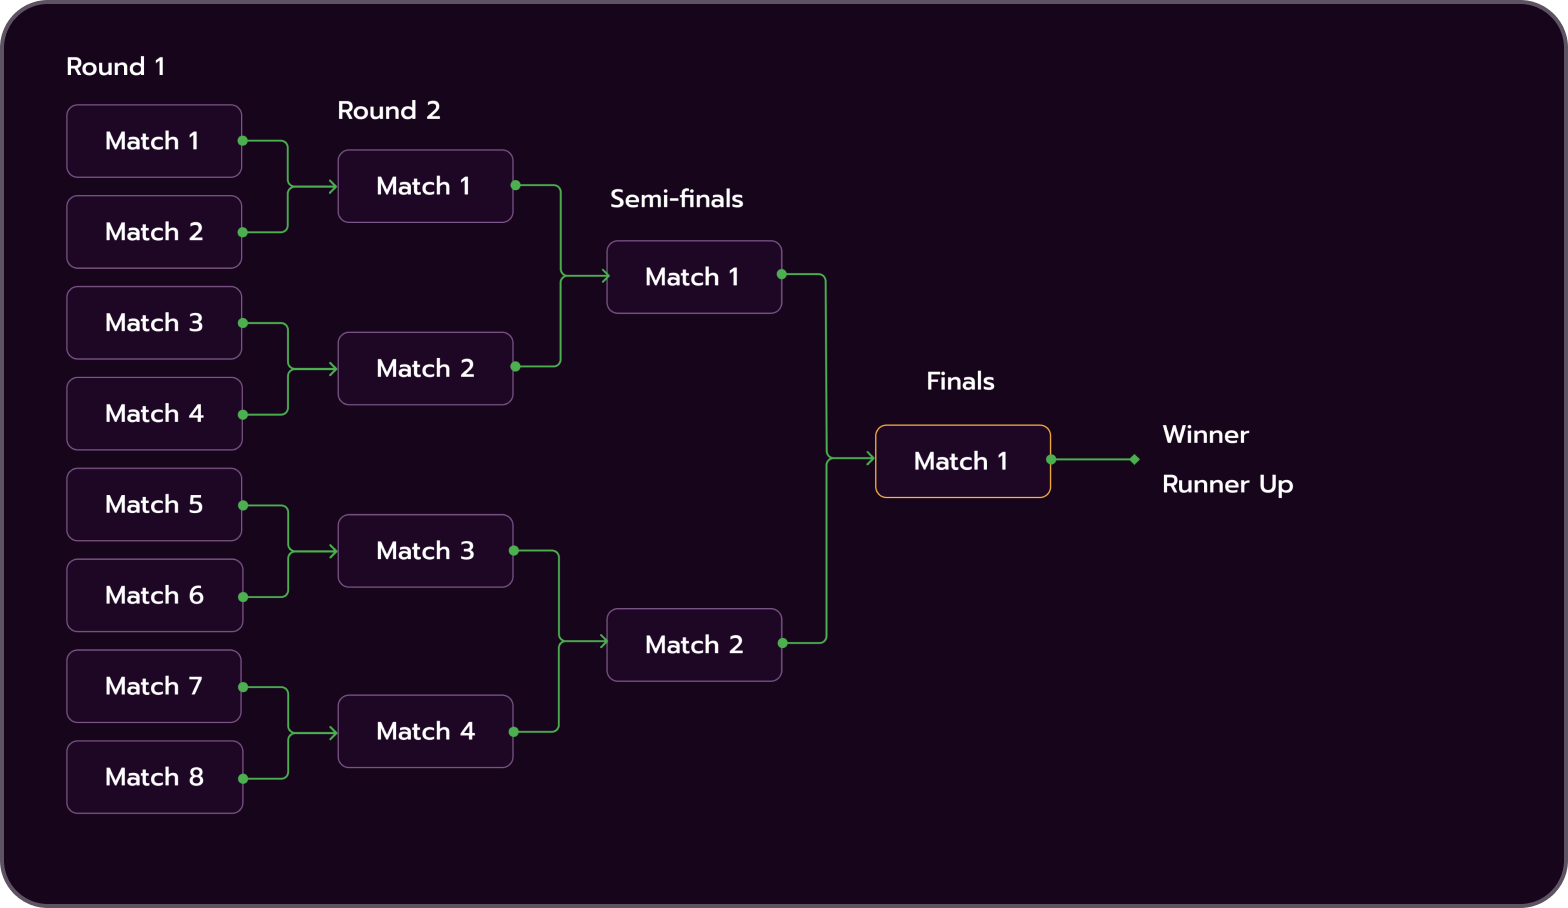 Round 1
Match 1
Match 2
Match 3
Match 4
Match 5
Match 6
Match 7
Match 8
Round 2
Match 1
Match 2
Match 3
Match 4
Semi-finals
Match 1
Match 2
Finals
Match 1
Winner
Runner Up